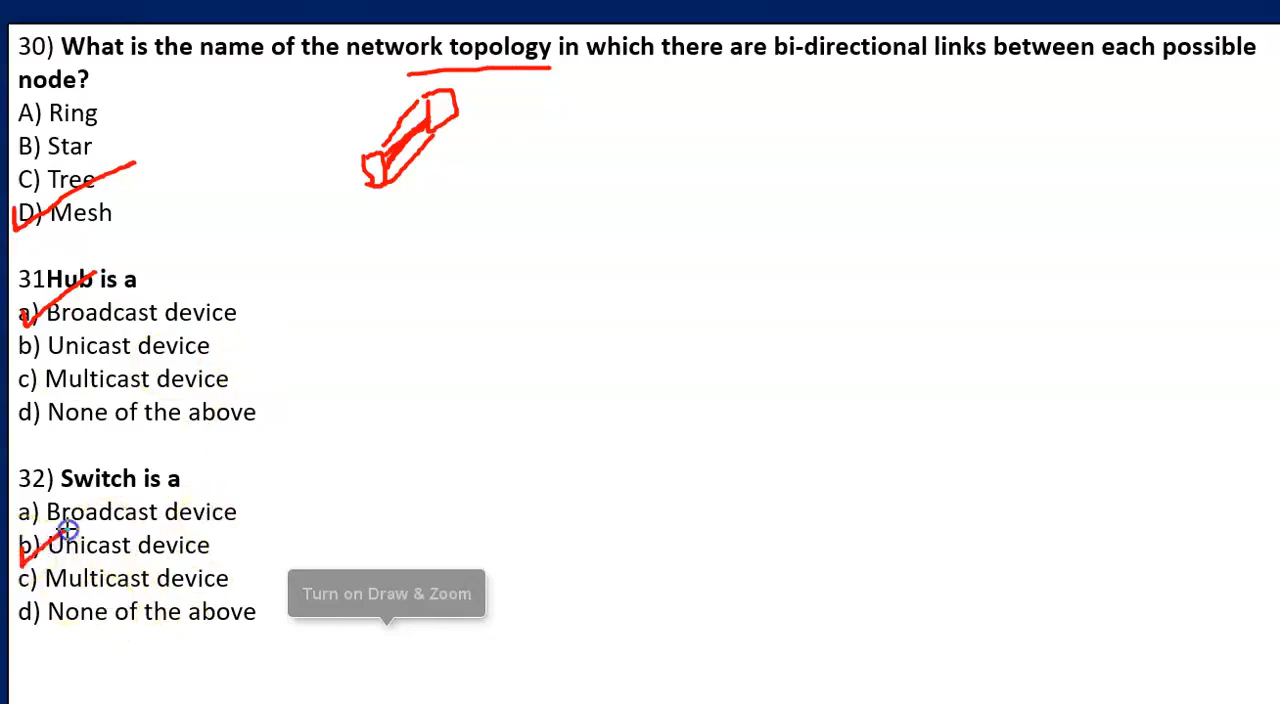 30) What is the name of the network topology in which there are bi-directional links between each possible
node?
A) Ring
B) Star
C) Tree
D) Mesh
31Hub is a
a) Broadcast device
b) Unicast device
c) Multicast device
d) None of the above
32) Switch is a
a) Broadcast device
b) Unicast device
c) Multicast device
d) None of the above
Turn on Draw & Zoom